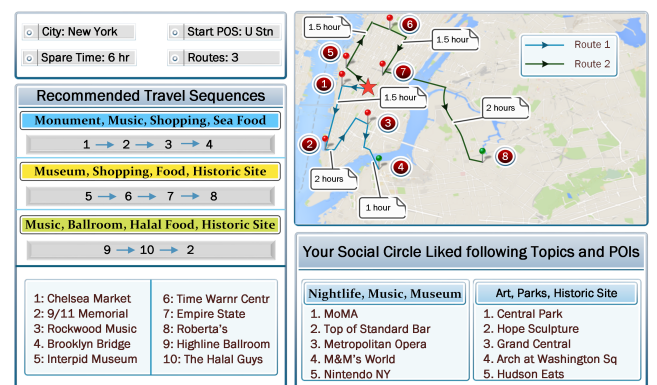 City: New York
Start POS: U Stn
Spare Time: 6 hr
Routes: 3
Recommended Travel Sequences
Monument, Music, Shopping, Sea Food
1 → 2 → 3 → 4
Museum, Shopping, Food, Historic Site
5 → 6 → 7 → 8
Music, Ballroom, Halal Food, Historic Site
9 → 10 → 2
1: Chelsea Market
2: 9/11 Memorial
3: Rockwood Music
4: Brooklyn Bridge
5: Interpid Museum
6: Time Warnr Centr
7: Empire State
8: Roberta's
9: Highline Ballroom
10: The Halal Guys
1.5 hour
6
1.5 hour
5
7
1
1.5 hour
2 hours
3
2
4
8
2 hours
1 hour
Route 1
Route 2
Your Social Circle Liked following Topics and POIs
Nightlife, Music, Museum
1. MoMA
2. Top of Standard Bar
3. Metropolitan Opera
4. M&M's World
5. Nintendo NY
Art, Parks, Historic Site
1. Central Park
2. Hope Sculpture
3. Grand Central
4. Arch at Washington Sq
5. Hudson Eats